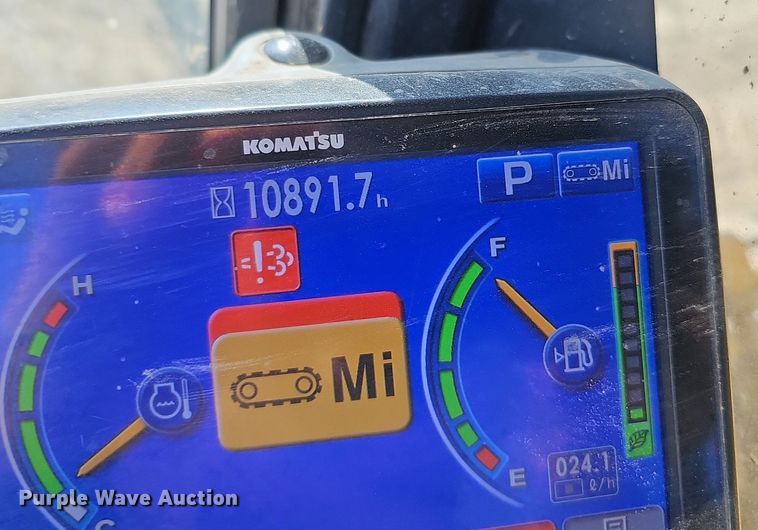 KOMATSU
10891.7h
P
Mi
H
F
Mi
E
024.1
ℓ/h
C
Purple Wave Auction